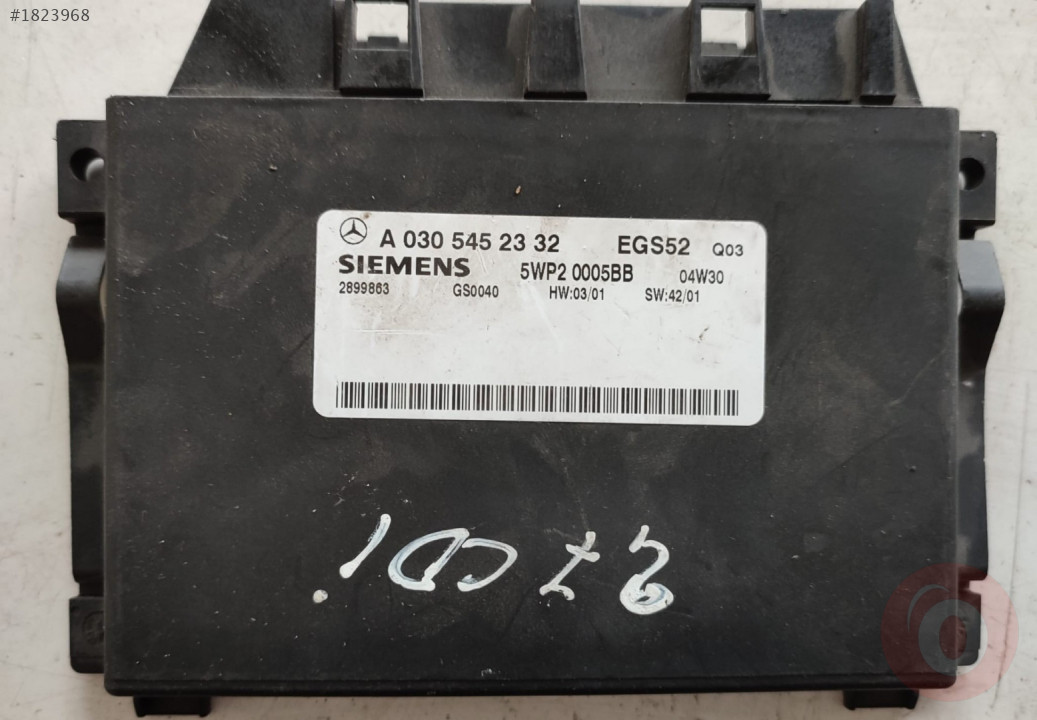 #1823968
A 030 545 23 32 EGS52 Q03
SIEMENS 5WP2 0005BB 04W30
2899863 GS0040 HW:03/01 SW:42/01